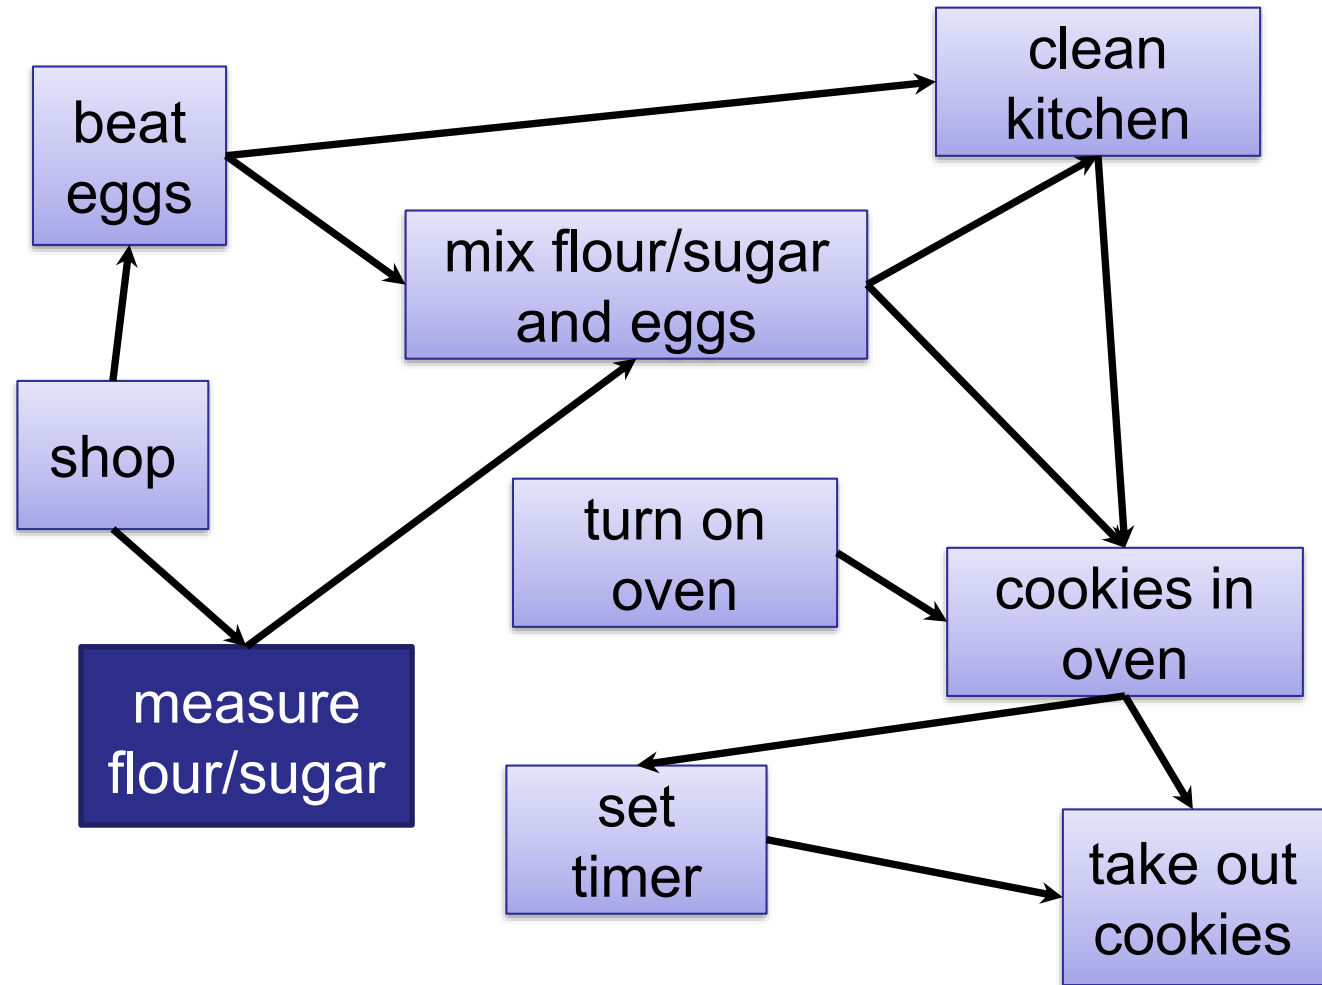 clean
kitchen
beat
eggs
mix flour/sugar
and eggs
shop
turn on
oven
cookies in
oven
measure
flour/sugar
set
timer
take out
cookies